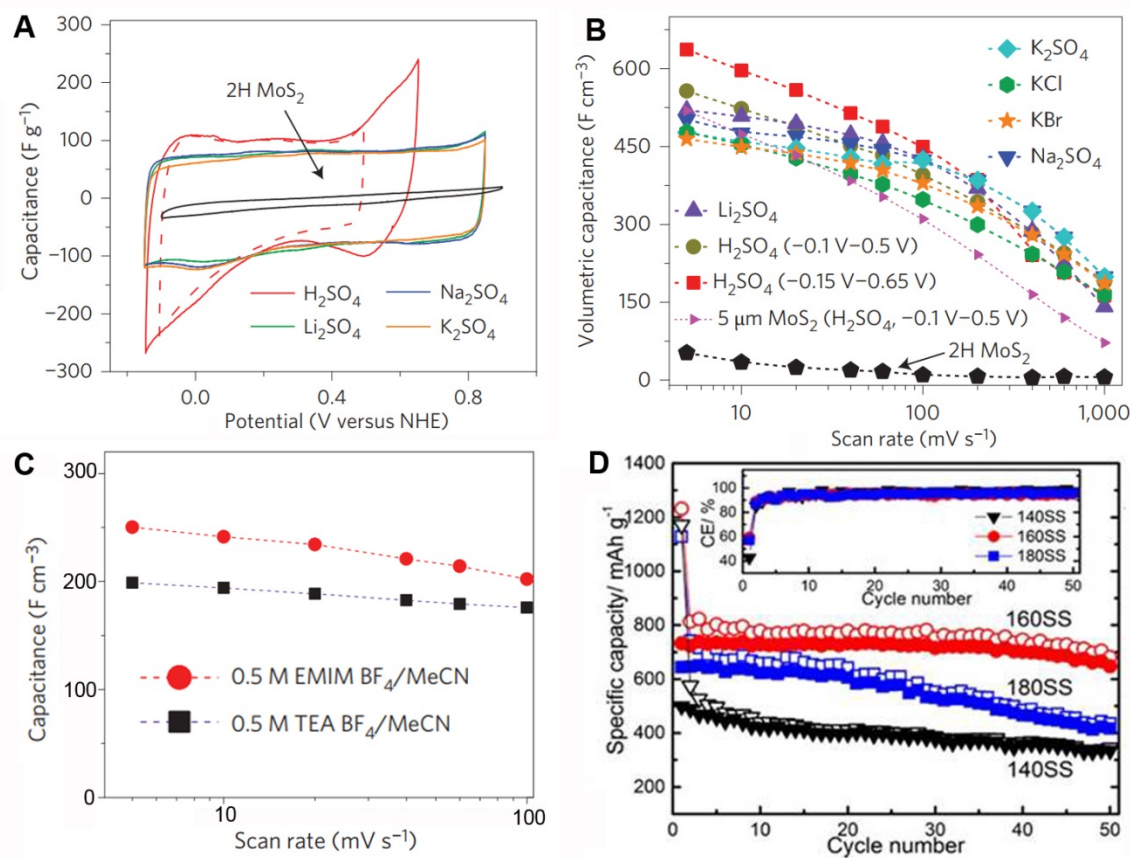 A
300
200
100
0
−100
−200
−300
Capacitance (F g⁻¹)
2H MoS₂
H₂SO₄
Na₂SO₄
Li₂SO₄
K₂SO₄
0.0
0.4
0.8
Potential (V versus NHE)
B
600
450
300
150
0
Volumetric capacitance (F cm⁻³)
K₂SO₄
KCl
KBr
Na₂SO₄
Li₂SO₄
H₂SO₄ (−0.1 V−0.5 V)
H₂SO₄ (−0.15 V−0.65 V)
5 μm MoS₂ (H₂SO₄, −0.1 V−0.5 V)
2H MoS₂
10
100
1,000
Scan rate (mV s⁻¹)
C
300
200
100
0
Capacitance (F cm⁻³)
0.5 M EMIM BF₄/MeCN
0.5 M TEA BF₄/MeCN
10
100
Scan rate (mV s⁻¹)
D
1400
1200
1000
800
600
400
200
Specific capacity/ mAh g⁻¹
100
80
60
40
CE/ %
140SS
160SS
180SS
0 10 20 30 40 50
Cycle number
160SS
180SS
140SS
0 10 20 30 40 50
Cycle number